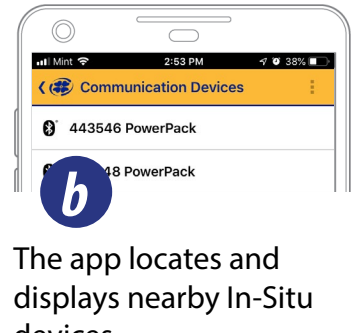 Mint 2:53 PM 38%
Communication Devices
443546 PowerPack
48 PowerPack
b
The app locates and
displays nearby In-Situ
devices